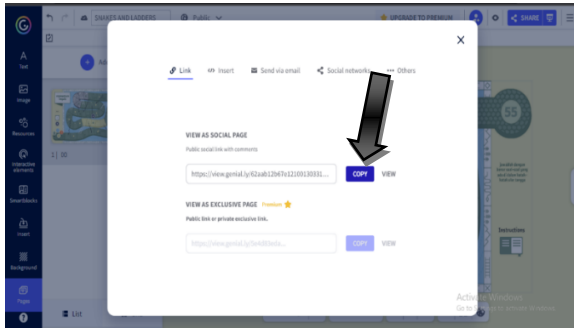 SNAKES AND LADDERS
Public
UPGRADE TO PREMIUM
SHARE
X
Text
Image
Resources
Interactive elements
Smartblocks
Insert
Background
Pages
Link
Insert
Send via email
Social networks
Others
VIEW AS SOCIAL PAGE
Public social link with comments
COPY
VIEW
VIEW AS EXCLUSIVE PAGE Premium
Public link or private exclusive link.
COPY
VIEW
55
Instructions
List
Activate Windows